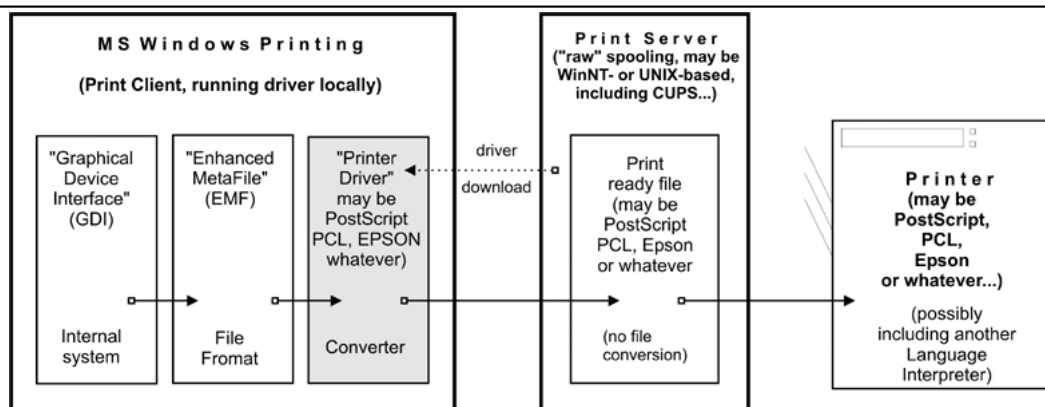 MS Windows Printing
(Print Client, running driver locally)
"Graphical
Device
Interface"
(GDI)
Internal
system
"Enhanced
MetaFile"
(EMF)
File
Fromat
"Printer
Driver"
may be
PostScript
PCL, EPSON
whatever)
Converter
driver
download
Print Server
("raw" spooling, may be
WinNT- or UNIX-based,
including CUPS...)
Print
ready file
(may be
PostScript
PCL, Epson
or whatever
(no file
conversion)
Printer
(may be
PostScript,
PCL,
Epson
or whatever...)
(possibly
including another
Language
Interpreter)